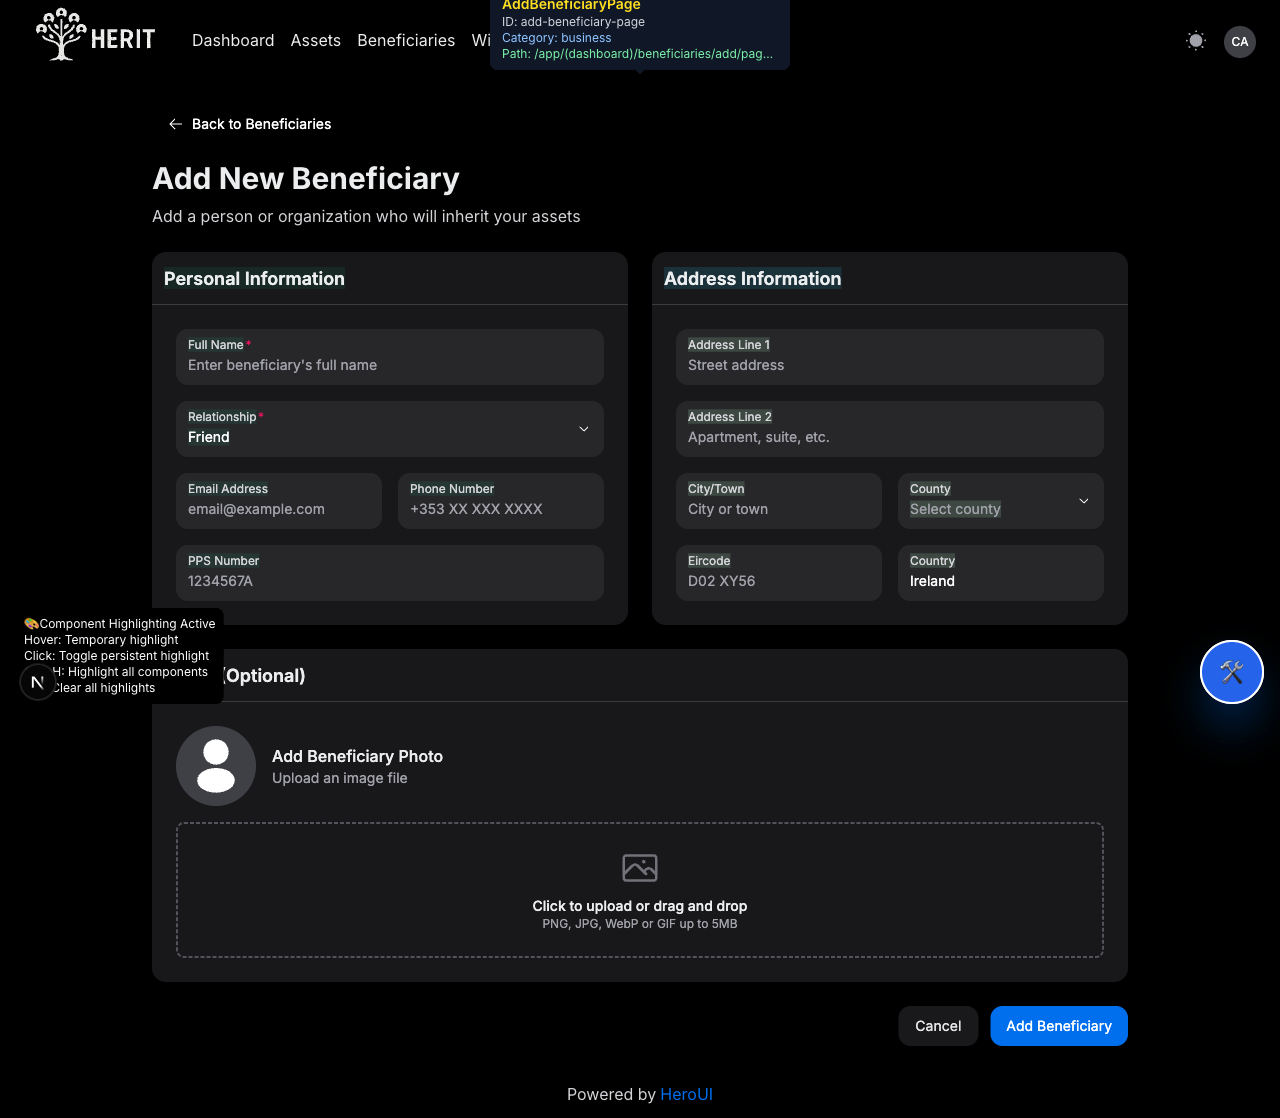 AddBeneficiaryPage
ID: add-beneficiary-page
Category: business
Path: /app/(dashboard)/beneficiaries/add/pag...
HERIT
Dashboard Assets Beneficiaries Wi
CA
Back to Beneficiaries
Add New Beneficiary
Add a person or organization who will inherit your assets
Personal Information
Full Name *
Enter beneficiary's full name
Relationship *
Friend
Email Address
email@example.com
Phone Number
+353 XX XXX XXXX
PPS Number
1234567A
Address Information
Address Line 1
Street address
Address Line 2
Apartment, suite, etc.
City/Town
City or town
County
Select county
Eircode
D02 XY56
Country
Ireland
Component Highlighting Active
Hover: Temporary highlight
Click: Toggle persistent highlight
H: Highlight all components
Clear all highlights
N
(Optional)
Add Beneficiary Photo
Upload an image file
Click to upload or drag and drop
PNG, JPG, WebP or GIF up to 5MB
Cancel
Add Beneficiary
Powered by HeroUI